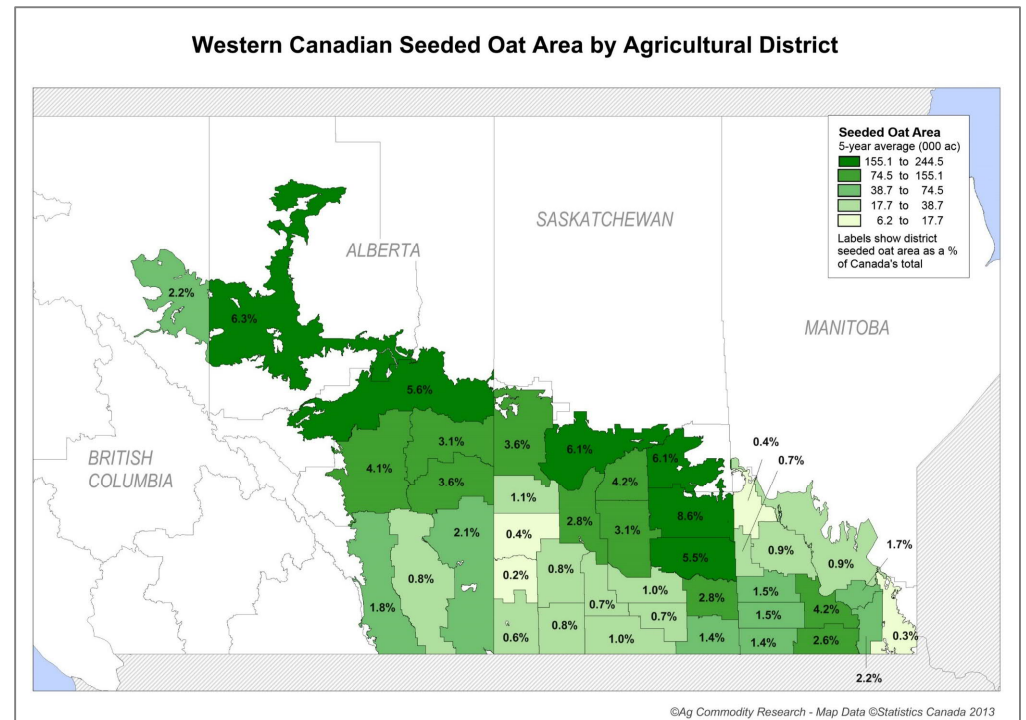 Western Canadian Seeded Oat Area by Agricultural District
Seeded Oat Area
5-year average (000 ac)
155.1 to 244.5
74.5 to 155.1
38.7 to 74.5
17.7 to 38.7
6.2 to 17.7
Labels show district
seeded oat area as a %
of Canada's total
SASKATCHEWAN
ALBERTA
2.2%
6.3%
MANITOBA
5.6%
BRITISH
COLUMBIA
4.1%
3.1%
3.6%
3.6%
6.1%
6.1%
0.4%
0.7%
4.2%
1.1%
2.8%
3.1%
8.6%
2.1%
0.4%
5.5%
0.9%
0.9%
1.7%
1.8%
0.8%
0.2%
0.8%
0.7%
1.0%
2.8%
1.5%
4.2%
0.6%
0.8%
1.0%
0.7%
1.4%
1.5%
1.4%
2.6%
0.3%
2.2%
©Ag Commodity Research - Map Data ©Statistics Canada 2013